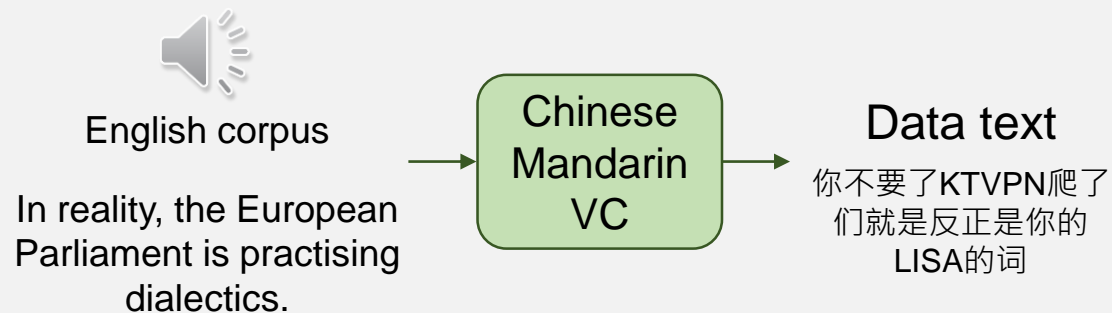 English corpus
In reality, the European
Parliament is practising
dialectics.
Chinese
Mandarin
VC
Data text
你不要了KTVPN爬了
们就是反正是你的
LISA的词